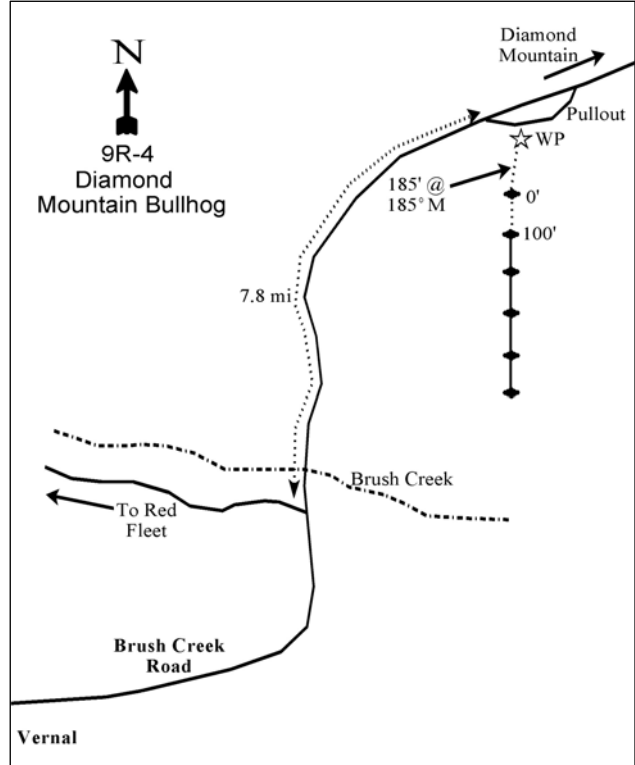 Diamond
Mountain
N
Pullout
9R-4
Diamond
Mountain Bullhog
WP
185' @
185° M
0'
100'
7.8 mi
Brush Creek
To Red
Fleet
Brush Creek
Road
Vernal